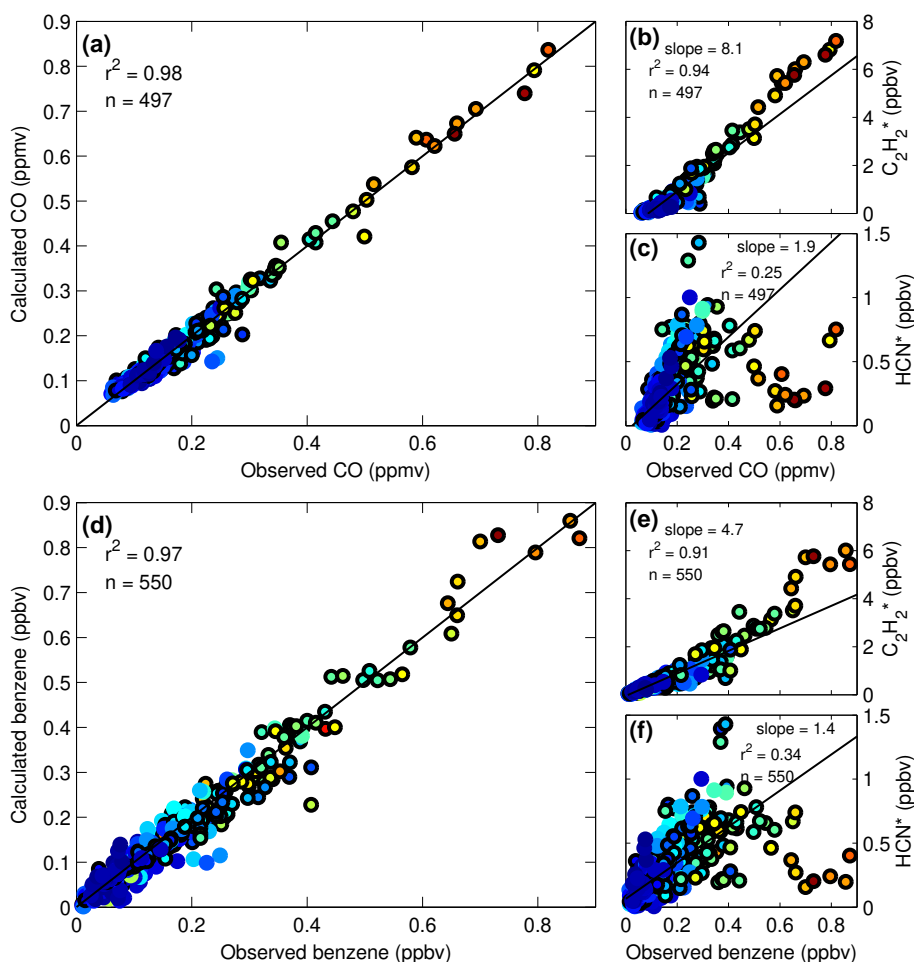 (a)
r² = 0.98
n = 497
0.9
0.8
0.7
0.6
0.5
0.4
0.3
0.2
0.1
0
0 0.2 0.4 0.6 0.8
Calculated CO (ppmv)
Observed CO (ppmv)
(b)
slope = 8.1
r² = 0.94
n = 497
8
6
4
2
0
C₂H₂* (ppbv)
(c)
slope = 1.9
r² = 0.25
n = 497
1.5
1
0.5
0
HCN* (ppbv)
0 0.2 0.4 0.6 0.8
Observed CO (ppmv)
(d)
r² = 0.97
n = 550
0.9
0.8
0.7
0.6
0.5
0.4
0.3
0.2
0.1
0
0 0.2 0.4 0.6 0.8
Calculated benzene (ppbv)
Observed benzene (ppbv)
(e)
slope = 4.7
r² = 0.91
n = 550
8
6
4
2
0
C₂H₂* (ppbv)
(f)
slope = 1.4
r² = 0.34
n = 550
1.5
1
0.5
0
HCN* (ppbv)
0 0.2 0.4 0.6 0.8
Observed benzene (ppbv)